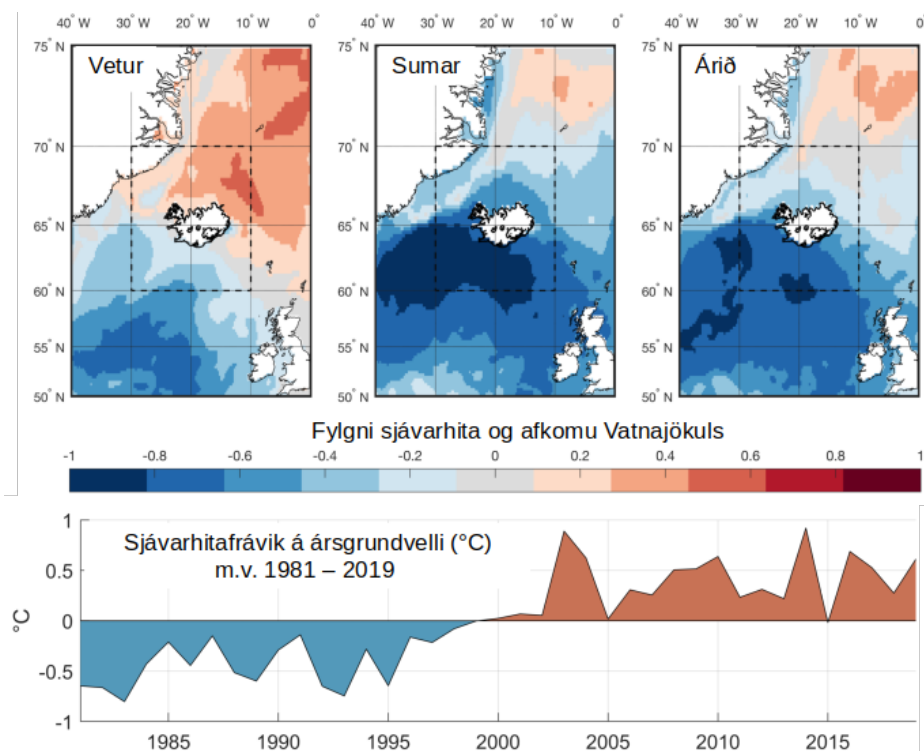 40° W 30° W 20° W 10° W 0° 40° W 30° W 20° W 10° W 0° 40° W 30° W 20° W 10° W 0°
75° N Vetur 75° N Sumar 75° N Árið
70° N 70° N 70° N
65° N 65° N 65° N
60° N 60° N 60° N
55° N 55° N 55° N
50° N 50° N 50° N
Fylgni sjávarhita og afkomu Vatnajökuls
-1 -0.8 -0.6 -0.4 -0.2 0 0.2 0.4 0.6 0.8 1
Sjávarhitafrávik á ársgrundvelli (°C)
m.v. 1981 – 2019
°C
1
0.5
0
-0.5
-1
1985 1990 1995 2000 2005 2010 2015